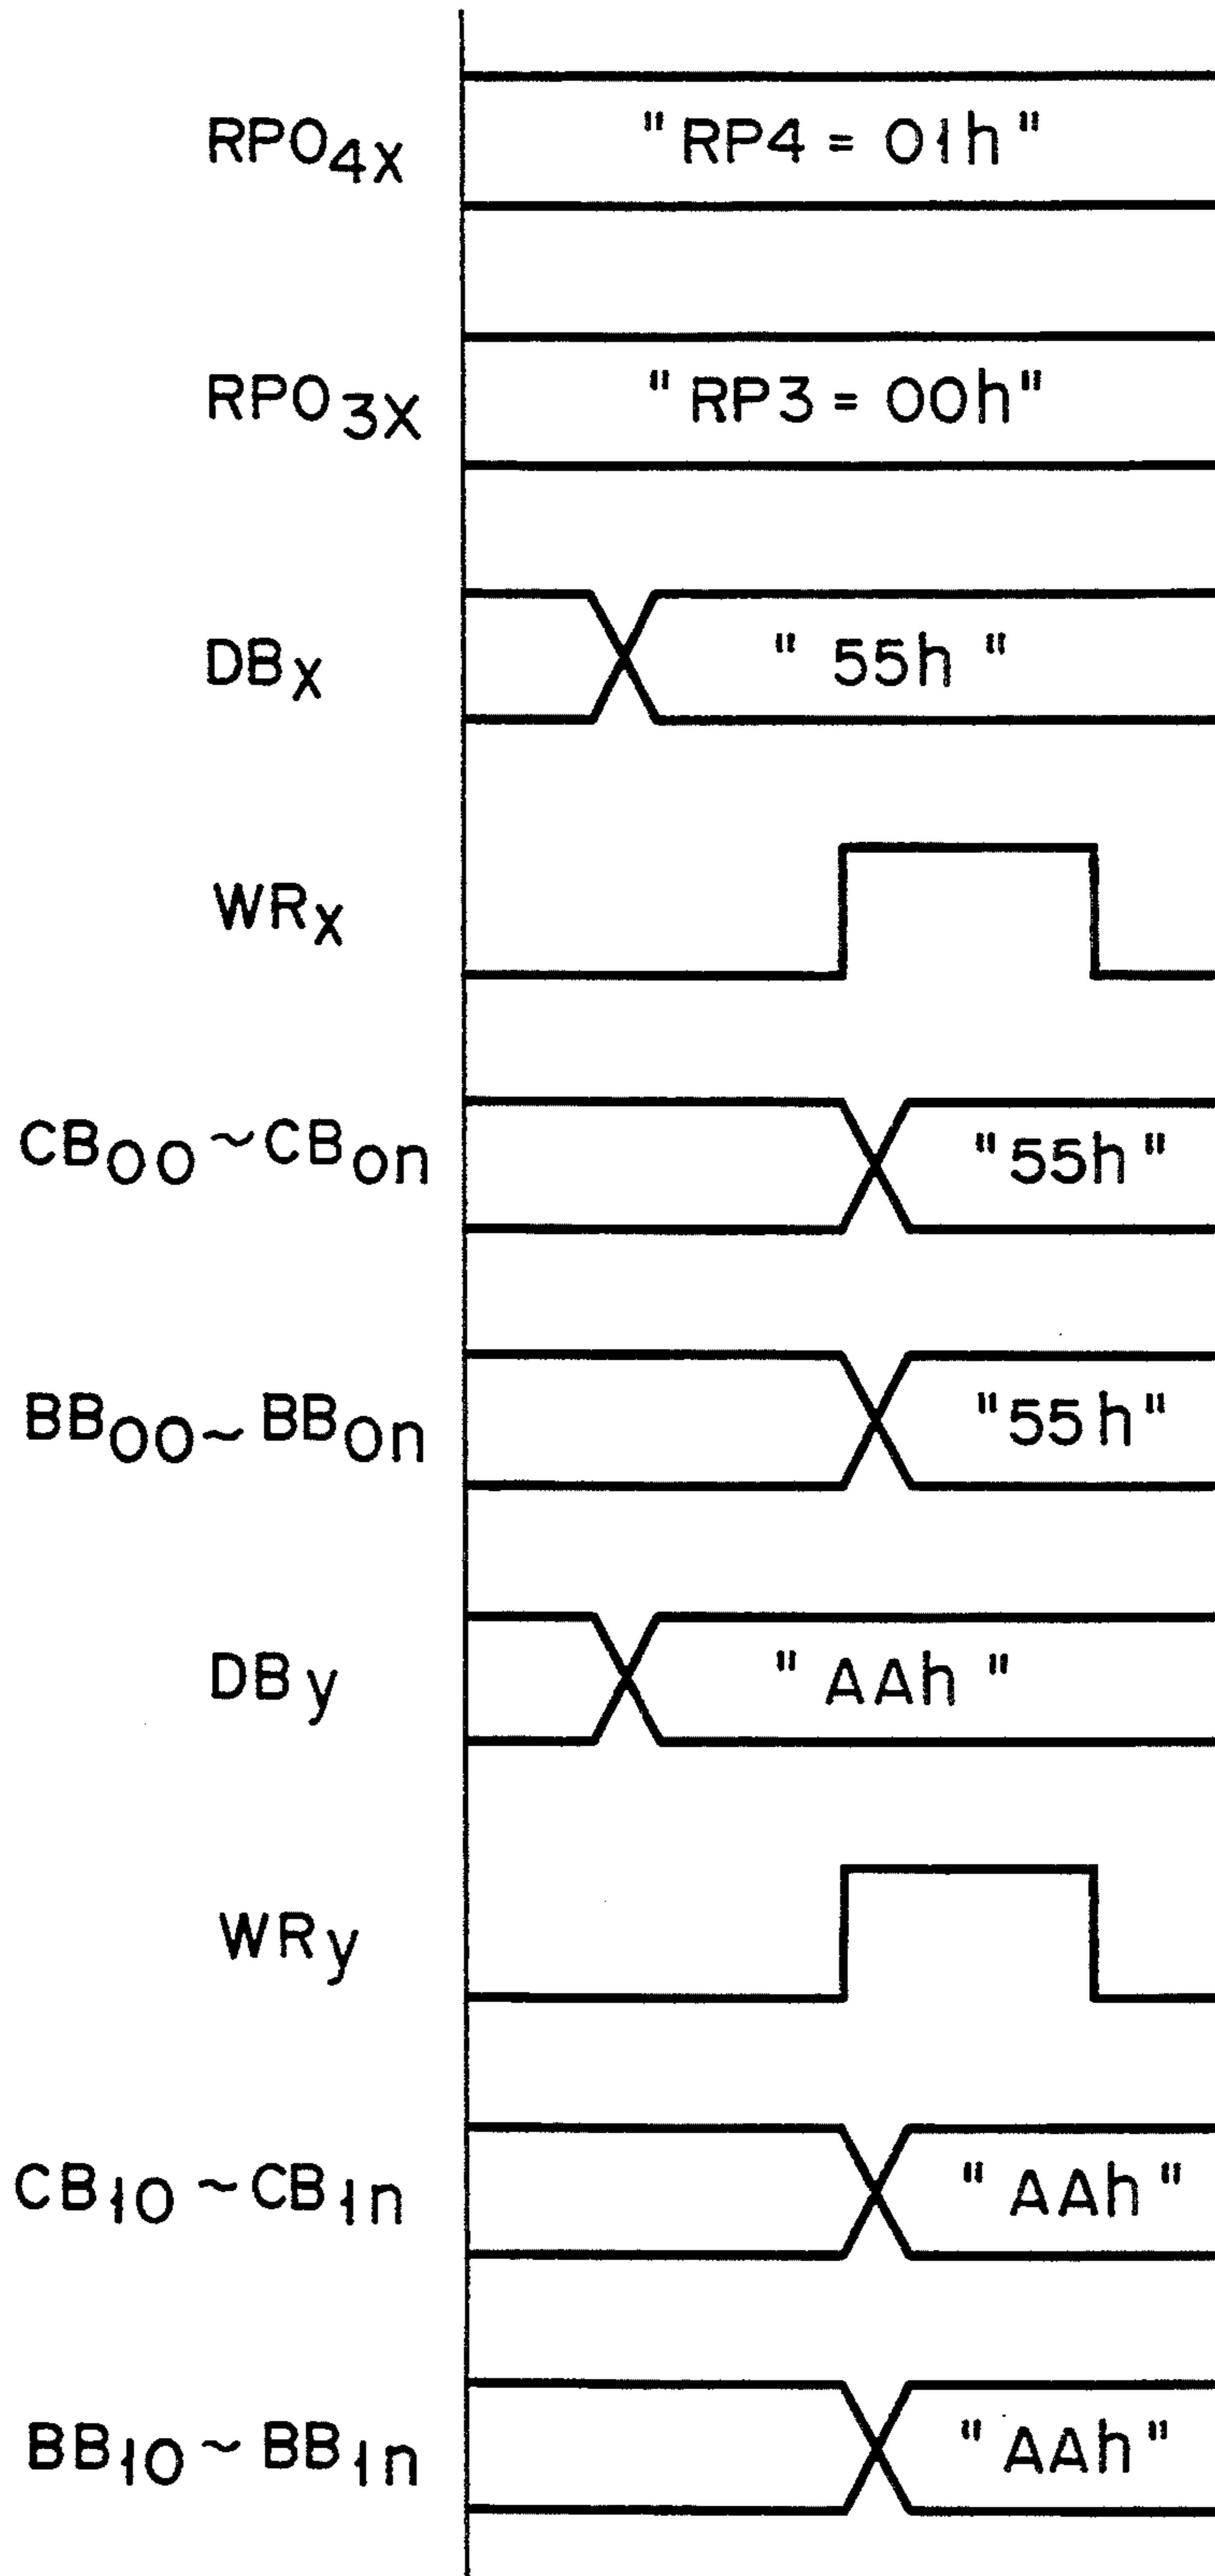 RPO4X "RP4 = 01h"
RPO3X "RP3 = 00h"
DBX "55h"
WRX
CB00~CB0n "55h"
BB00~BB0n "55h"
DBy "AAh"
WRy
CB10~CB1n "AAh"
BB10~BB1n "AAh"